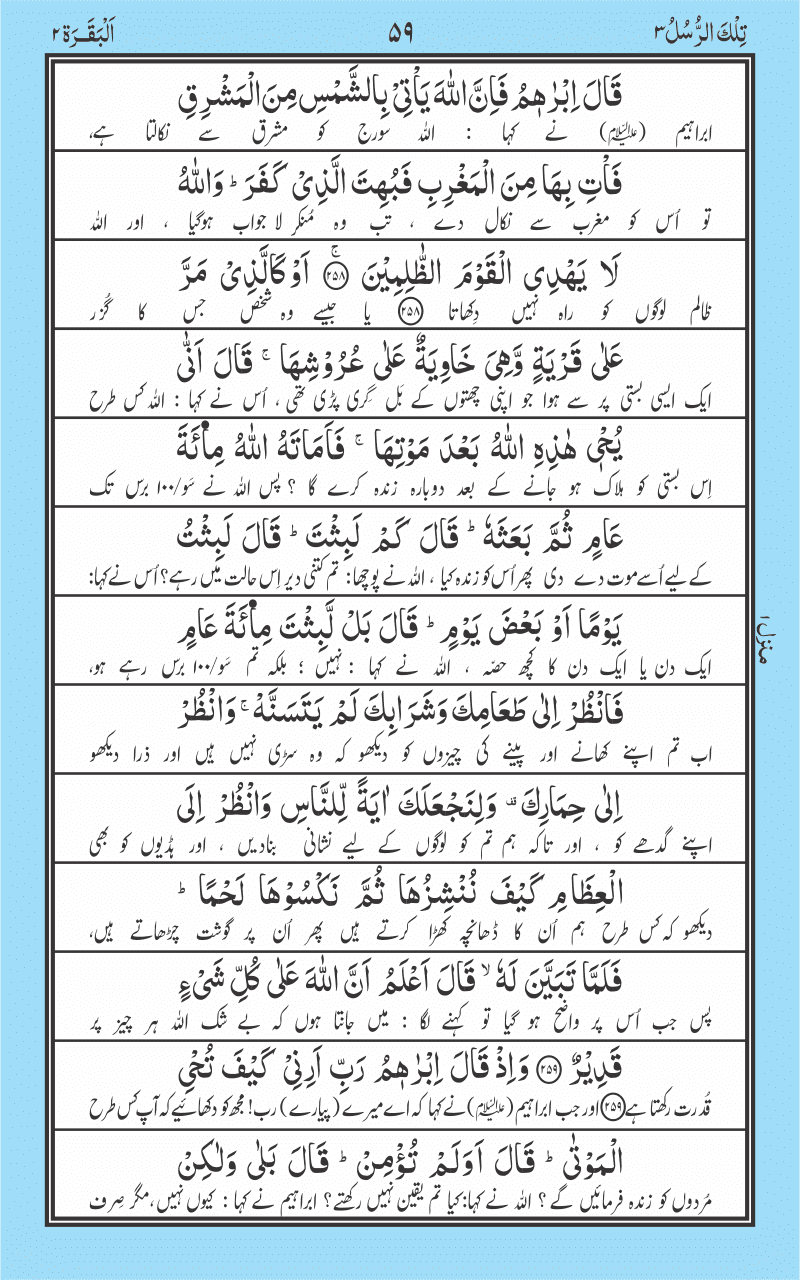 تِلْكَ الرُّسُلُ ٣ ٥٩ اَلْبَقَـرَة ٢
قَالَ اِبْرٰهٖمُ فَاِنَّ اللّٰهَ يَاْتِيْ بِالشَّمْسِ مِنَ الْمَشْرِقِ
ابراہیم (علیہ السلام) نے کہا : اللہ سورج کو مشرق سے نکالتا ہے،
فَاْتِ بِهَا مِنَ الْمَغْرِبِ فَبُهِتَ الَّذِيْ كَفَرَ ؕ وَاللّٰهُ
تو اُس کو مغرب سے نکال دے ، تب وہ مُنکر لا جواب ہوگیا ، اور اللہ
لَا يَهْدِي الْقَوْمَ الظّٰلِمِيْنَ ۚ ﴿٢٥٨﴾ اَوْ كَالَّذِيْ مَرَّ
ظالم لوگوں کو راہ نہیں دِکھاتا ﴿٢٥٨﴾ یا جیسے وہ شخص جس کا گُزر
عَلٰى قَرْيَةٍ وَّهِيَ خَاوِيَةٌ عَلٰى عُرُوْشِهَا ۚ قَالَ اَنّٰى
ایک ایسی بستی پر سے ہوا جو اپنی چھتوں کے بَل گِری پڑی تھی ، اُس نے کہا : اللہ کس طرح
يُحْيٖ هٰذِهِ اللّٰهُ بَعْدَ مَوْتِهَا ۚ فَاَمَاتَهُ اللّٰهُ مِائَةَ
اِس بستی کو ہلاک ہو جانے کے بعد دوبارہ زندہ کرے گا ؟ پس اللہ نے سَو/۱۰۰ برس تک
عَامٍ ثُمَّ بَعَثَهٗ ؕ قَالَ كَمْ لَبِثْتَ ؕ قَالَ لَبِثْتُ
کے لیے اُسے موت دے دی پھر اُس کو زندہ کیا ، اللہ نے پوچھا: تم کتنی دیر اِس حالت میں رہے؟ اُس نے کہا:
يَوْمًا اَوْ بَعْضَ يَوْمٍ ؕ قَالَ بَلْ لَّبِثْتَ مِائَةَ عَامٍ
ایک دن یا ایک دن کا کچھ حصّہ ، اللہ نے کہا : نہیں ؛ بلکہ تم سَو/۱۰۰ برس رہے ہو،
فَانْظُرْ اِلٰى طَعَامِكَ وَشَرَابِكَ لَمْ يَتَسَنَّهْ ۚ وَانْظُرْ
اب تم اپنے کھانے اور پینے کی چیزوں کو دیکھو کہ وہ سڑی نہیں ہیں اور ذرا دیکھو
اِلٰى حِمَارِكَ ۫ وَلِنَجْعَلَكَ اٰيَةً لِّلنَّاسِ وَانْظُرْ اِلَى
اپنے گدھے کو ، اور تاکہ ہم تم کو لوگوں کے لیے نشانی بنادیں ، اور ہڈیوں کو بھی
الْعِظَامِ كَيْفَ نُنْشِزُهَا ثُمَّ نَكْسُوْهَا لَحْمًا ؕ
دیکھو کہ کس طرح ہم اُن کا ڈھانچہ کھڑا کرتے ہیں پھر اُن پر گوشت چڑھاتے ہیں،
فَلَمَّا تَبَيَّنَ لَهٗ ۙ قَالَ اَعْلَمُ اَنَّ اللّٰهَ عَلٰى كُلِّ شَيْءٍ
پس جب اُس پر واضح ہو گیا تو کہنے لگا : میں جانتا ہوں کہ بے شک اللہ ہر چیز پر
قَدِيْرٌ ﴿٢٥٩﴾ وَاِذْ قَالَ اِبْرٰهٖمُ رَبِّ اَرِنِيْ كَيْفَ تُحْيِ
قُدرت رکھتا ہے ﴿٢٥٩﴾ اور جب ابراہیم (علیہ السلام) نے کہا کہ اے میرے (پیارے) رب! مجھ کو دکھائیے کہ آپ کس طرح
الْمَوْتٰى ؕ قَالَ اَوَلَمْ تُؤْمِنْ ؕ قَالَ بَلٰى وَلٰكِنْ
مُردوں کو زندہ فرمائیں گے ؟ اللہ نے کہا: کیا تم یقین نہیں رکھتے ؟ ابراہیم نے کہا : کیوں نہیں، مگر صِرف
منزل ١